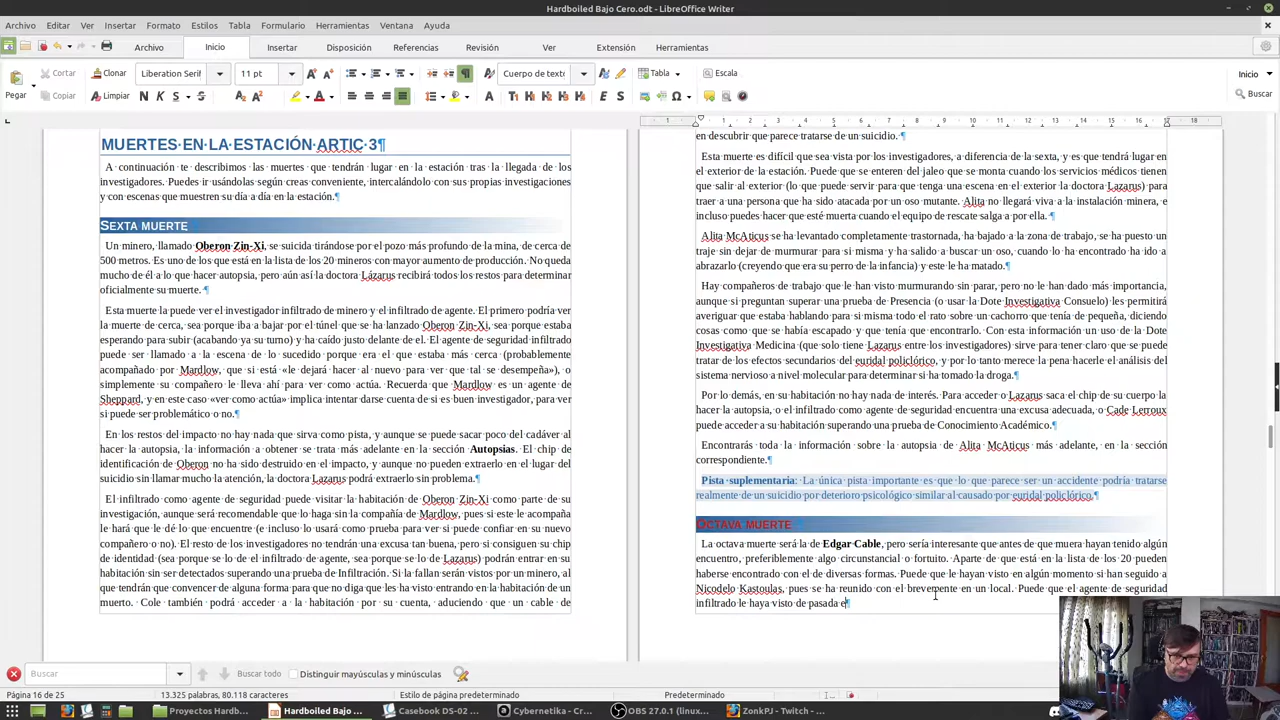 Hardboiled Bajo Cero.odt - LibreOffice Writer
Archivo Editar Ver Insertar Formato Estilos Tabla Formulario Herramientas Ventana Ayuda
Archivo Inicio Insertar Disposición Referencias Revisión Ver Extensión Herramientas
Pegar Cortar Clonar Liberation Serif 11 pt Cuerpo de texto Tabla Escala Inicio
Copiar Limpiar Buscar
MUERTES EN LA ESTACIÓN ARTIC 3¶
A continuación te describimos las muertes que tendrán lugar en la estación tras la llegada de los
investigadores. Puedes ir usándolas según creas conveniente, intercalándolo con sus propias investigaciones
y con escenas que muestren su día a día en la estación.¶
SEXTA MUERTE
Un minero, llamado Oberon Zin-Xi, se suicida tirándose por el pozo más profundo de la mina, de cerca de
500 metros. Es uno de los que está en la lista de los 20 mineros con mayor aumento de producción. No queda
mucho de él a lo que hacer autopsia, pero aún así la doctora Lázarus recibirá todos los restos para determinar
oficialmente su muerte. ¶
Esta muerte la puede ver el investigador infiltrado de minero y el infiltrado de agente. El primero podría ver
la muerte de cerca, sea porque iba a bajar por el túnel que se ha lanzado Oberon Zin-Xi, sea porque estaba
esperando para subir (acabando ya su turno) y ha caído justo delante de él. El agente de seguridad infiltrado
puede ser llamado a la escena de lo sucedido porque era el que estaba más cerca (probablemente
acompañado por Mardlow, que si está «le dejará hacer al nuevo para ver que tal se desempeña»), o
simplemente su compañero le lleva ahí para ver como actúa. Recuerda que Mardlow es un agente de
Sheppard, y en este caso «ver como actúa» implica intentar darse cuenta de si es buen investigador, para ver
si puede ser problemático o no.¶
En los restos del impacto no hay nada que sirva como pista, y aunque se puede sacar poco del cadáver al
hacer la autopsia, la información a obtener se trata más adelante en la sección Autopsias. El chip de
identificación de Oberon no ha sido destruido en el impacto, y aunque no pueden extraerlo en el lugar del
suicidio sin llamar mucho la atención, la doctora Lazarus podrá extraerlo sin problema.¶
El infiltrado como agente de seguridad puede visitar la habitación de Oberon Zin-Xi como parte de su
investigación, aunque será recomendable que lo haga sin la compañía de Mardlow, pues si este le acompaña
le hará que le dé lo que encuentre (e incluso lo usará como prueba para ver si puede confiar en su nuevo
compañero o no). El resto de los investigadores no tendrán una excusa tan buena, pero si consiguen su chip
de identidad (sea porque se lo de el infiltrado de agente, sea porque se lo de Lazarus) podrán entrar en su
habitación sin ser detectados superando una prueba de Infiltración. Si la fallan serán vistos por un minero, al
que tendrán que convencer de alguna forma para que no diga que les ha visto entrando en la habitación de un
muerto. Cole también podrá acceder a la habitación por su cuenta, aduciendo que un cable de
en descubrir que parece tratarse de un suicidio. ¶
Esta muerte es difícil que sea vista por los investigadores, a diferencia de la sexta, y es que tendrá lugar en
el exterior de la estación. Puede que se enteren del jaleo que se monta cuando los servicios médicos tienen
que salir al exterior (lo que puede servir para que tenga una escena en el exterior la doctora Lazarus) para
traer a una persona que ha sido atacada por un oso mutante. Alita no llegará viva a la instalación minera, e
incluso puedes hacer que esté muerta cuando el equipo de rescate salga a por ella. ¶
Alita McAticus se ha levantado completamente trastornada, ha bajado a la zona de trabajo, se ha puesto un
traje sin dejar de murmurar para si misma y ha salido a buscar un oso, cuando lo ha encontrado ha ido a
abrazarlo (creyendo que era su perro de la infancia) y este le ha matado.¶
Hay compañeros de trabajo que le han visto murmurando sin parar, pero no le han dado más importancia,
aunque si preguntan superar una prueba de Presencia (o usar la Dote Investigativa Consuelo) les permitirá
averiguar que estaba hablando para si misma todo el rato sobre un cachorro que tenía de pequeña, diciendo
cosas como que se había escapado y que tenía que encontrarlo. Con esta información un uso de la Dote
Investigativa Medicina (que solo tiene Lazarus entre los investigadores) sirve para tener claro que se puede
tratar de los efectos secundarios del euridal policlórico, y por lo tanto merece la pena hacerle el análisis del
sistema nervioso a nivel molecular para determinar si ha tomado la droga.¶
Por lo demás, en su habitación no hay nada de interés. Para acceder o Lazarus saca el chip de su cuerpo la
hacer la autopsia, o el infiltrado como agente de seguridad encuentra una excusa adecuada, o Cade Lerroux
puede acceder a su habitación superando una prueba de Conocimiento Académico.¶
Encontrarás toda la información sobre la autopsia de Alita McAticus más adelante, en la sección
correspondiente.¶
Pista suplementaria: La única pista importante es que lo que parece ser un accidente podría tratarse
realmente de un suicidio por deterioro psicológico similar al causado por euridal policlórico.¶
OCTAVA MUERTE ¶
La octava muerte será la de Edgar Cable, pero sería interesante que antes de que muera hayan tenido algún
encuentro, preferiblemente algo circunstancial o fortuito. Aparte de que está en la lista de los 20 pueden
haberse encontrado con el de diversas formas. Puede que le hayan visto en algún momento si han seguido a
Nicodelo Kastoulas, pues se ha reunido con el brevemente en un local. Puede que el agente de seguridad
infiltrado le haya visto de pasada e¶
Buscar Buscar todo Distinguir mayúsculas y minúsculas
Página 16 de 25 13.325 palabras, 80.118 caracteres Estilo de página predeterminado Predeterminado
Proyectos Hardb... Hardboiled Bajo ... Casebook DS-02 ... Cybernetika - Cr... OBS 27.0.1 (linux... ZonkPJ - Twitch - ...